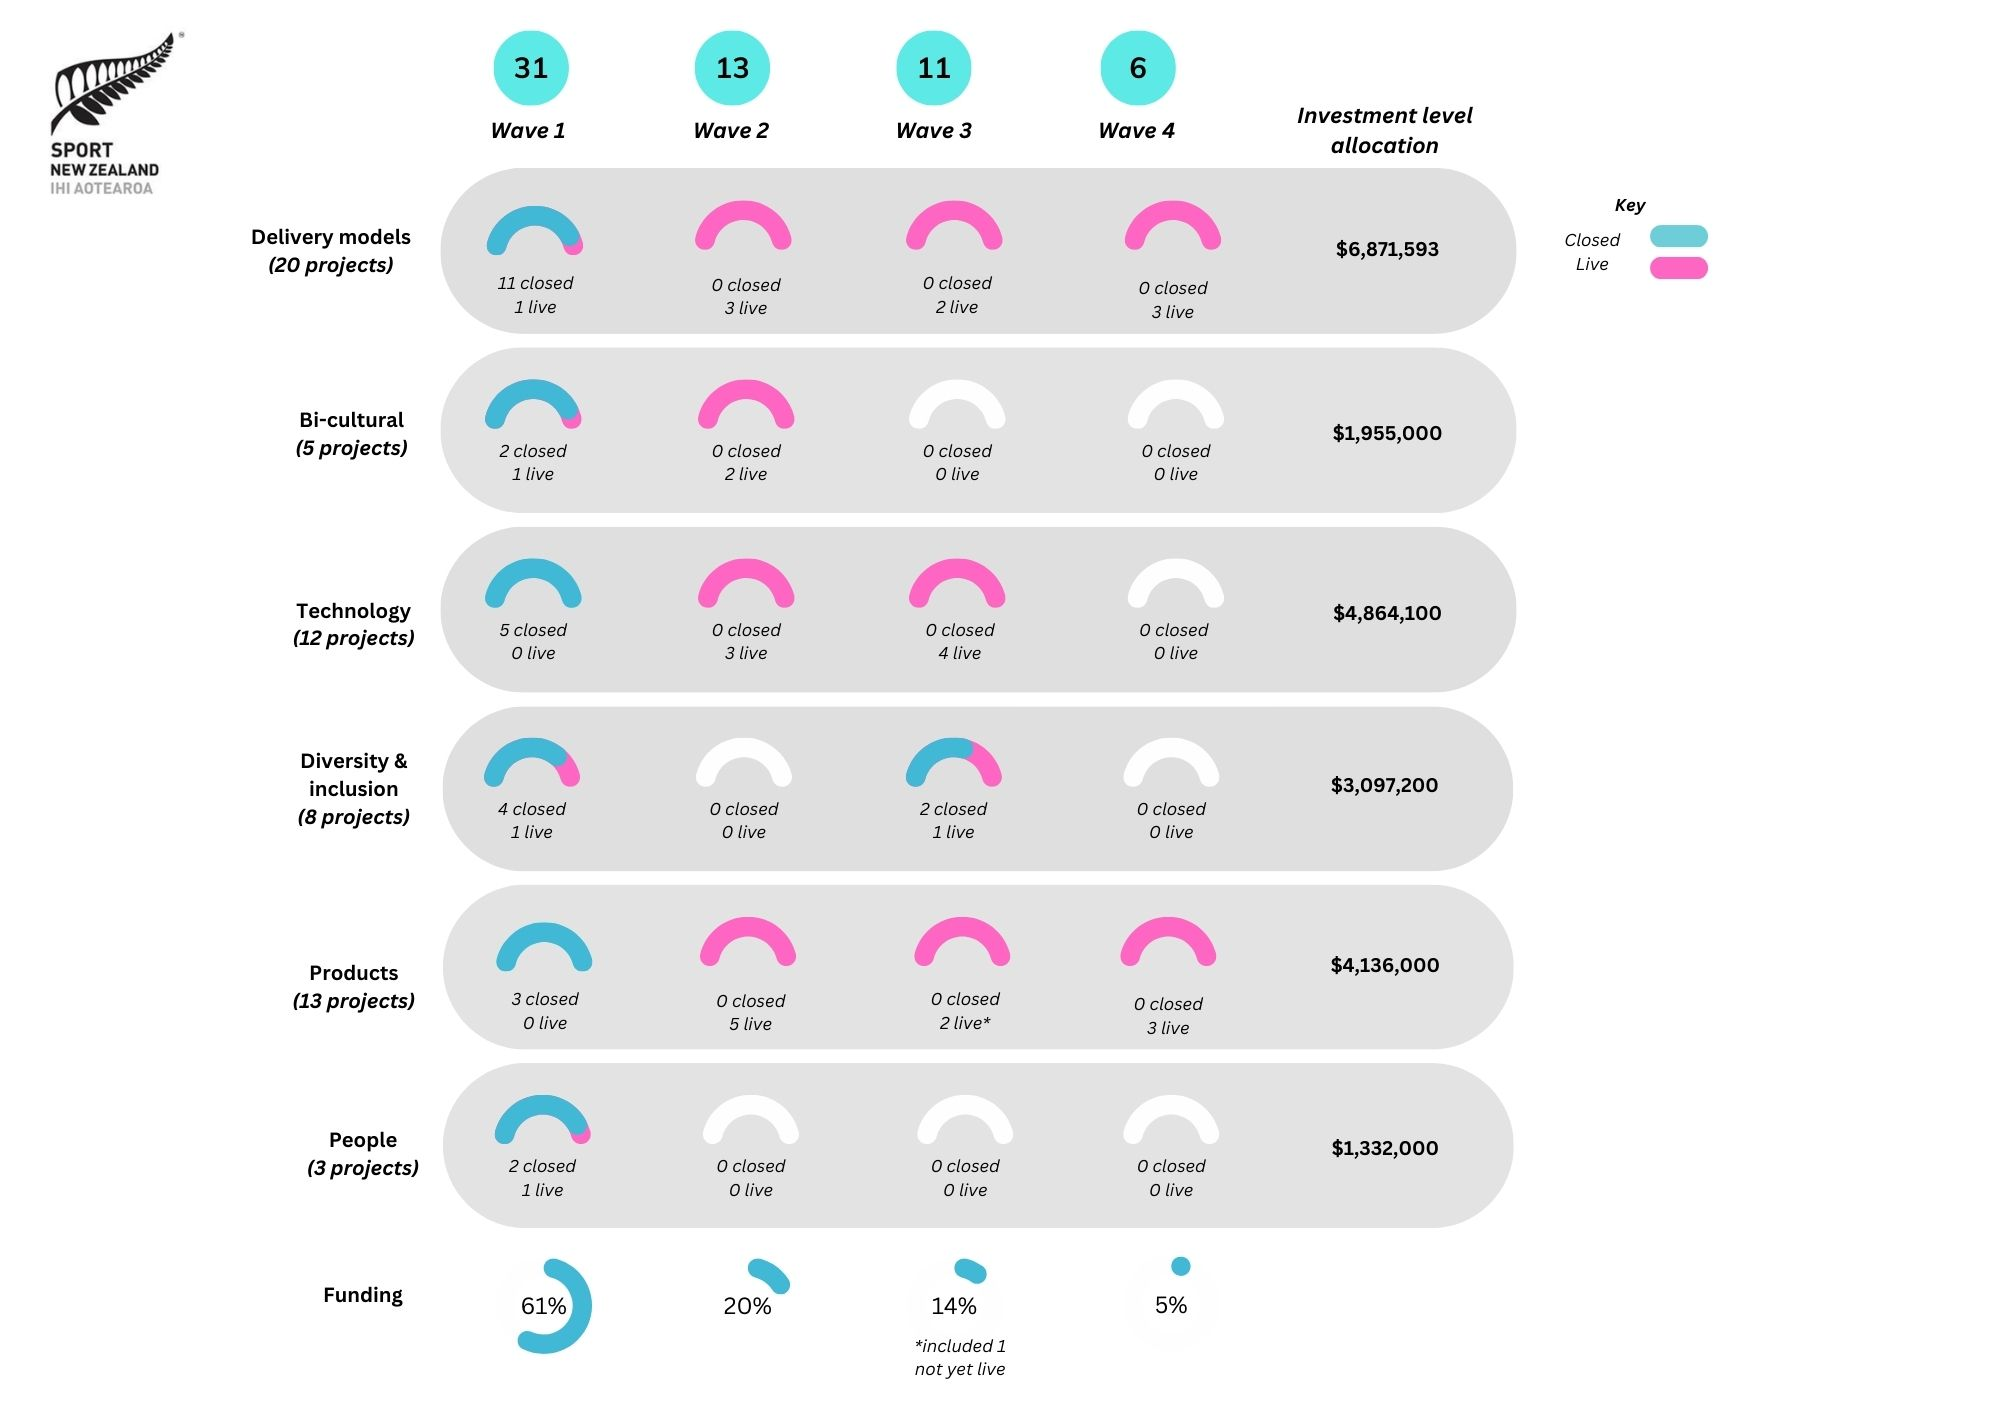 SPORT
NEW ZEALAND
IHI AOTEAROA
31
13
11
6
Wave 1
Wave 2
Wave 3
Wave 4
Investment level
allocation
Key
Closed
Live
Delivery models
(20 projects)
11 closed
1 live
0 closed
3 live
0 closed
2 live
0 closed
3 live
$6,871,593
Bi-cultural
(5 projects)
2 closed
1 live
0 closed
2 live
0 closed
0 live
0 closed
0 live
$1,955,000
Technology
(12 projects)
5 closed
0 live
0 closed
3 live
0 closed
4 live
0 closed
0 live
$4,864,100
Diversity &
inclusion
(8 projects)
4 closed
1 live
0 closed
0 live
2 closed
1 live
0 closed
0 live
$3,097,200
Products
(13 projects)
3 closed
0 live
0 closed
5 live
0 closed
2 live*
0 closed
3 live
$4,136,000
People
(3 projects)
2 closed
1 live
0 closed
0 live
0 closed
0 live
0 closed
0 live
$1,332,000
Funding
61%
20%
14%
5%
*included 1
not yet live